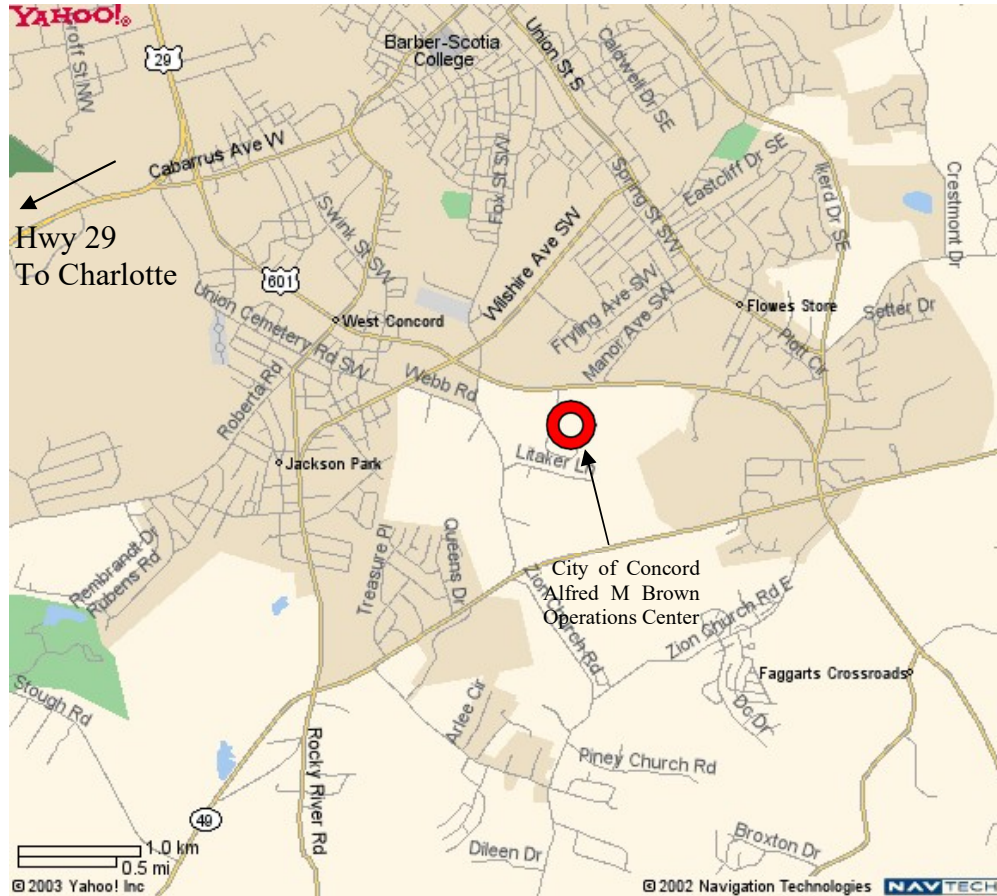 YAHOO!®
roff St NW
29
Barber-Scotia
College
Union St S
Caldwell Dr SE
Cabarrus Ave W
Fox St SW
Spring St SW
Eastcliff Dr SE
Ikerd Dr SE
Crestmont Dr
Hwy 29
To Charlotte
Swink St SW
Wilshire Ave SW
601
West Concord
Union Cemetery Rd SW
Fryling Ave SW
Manor Ave SW
Flowes Store
Setter Dr
Plott Cir
Webb Rd
Roberta Rd
Jackson Park
Litaker Ln
Rembrandt Dr
Rubens Rd
Treasure Pl
Queens Dr
City of Concord
Alfred M Brown
Operations Center
Zion Church Rd
Zion Church Rd E
Faggarts Crossroads
Stough Rd
Arlee Cir
Dc Dr
Rocky River Rd
Piney Church Rd
49
1.0 km
0.5 mi
Dileen Dr
Broxton Dr
© 2003 Yahoo! Inc
© 2002 Navigation Technologies NAVTECH